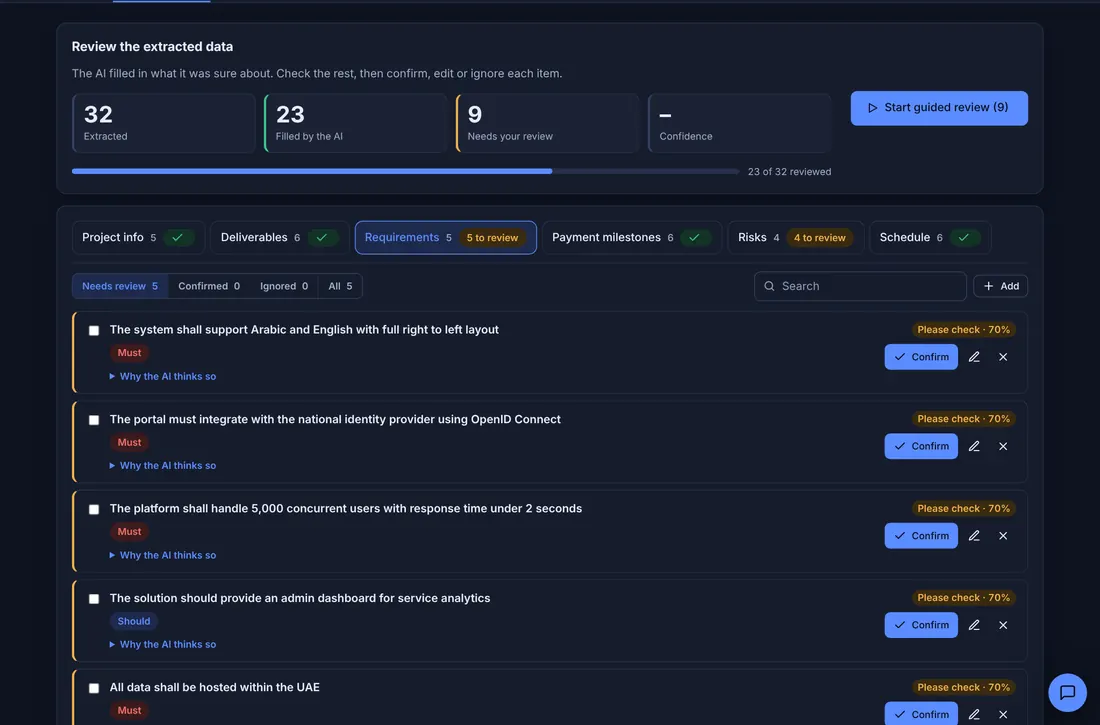 Review the extracted data
The AI filled in what it was sure about. Check the rest, then confirm, edit or ignore each item.
32
Extracted
23
Filled by the AI
9
Needs your review
–
Confidence
Start guided review (9)
23 of 32 reviewed
Project info 5
Deliverables 6
Requirements 5 5 to review
Payment milestones 6
Risks 4 4 to review
Schedule 6
Needs review 5
Confirmed 0
Ignored 0
All 5
Search
Add
The system shall support Arabic and English with full right to left layout
Please check · 70%
Must
Confirm
Why the AI thinks so
The portal must integrate with the national identity provider using OpenID Connect
Please check · 70%
Must
Confirm
Why the AI thinks so
The platform shall handle 5,000 concurrent users with response time under 2 seconds
Please check · 70%
Must
Confirm
Why the AI thinks so
The solution should provide an admin dashboard for service analytics
Please check · 70%
Should
Confirm
Why the AI thinks so
All data shall be hosted within the UAE
Please check · 70%
Must
Confirm